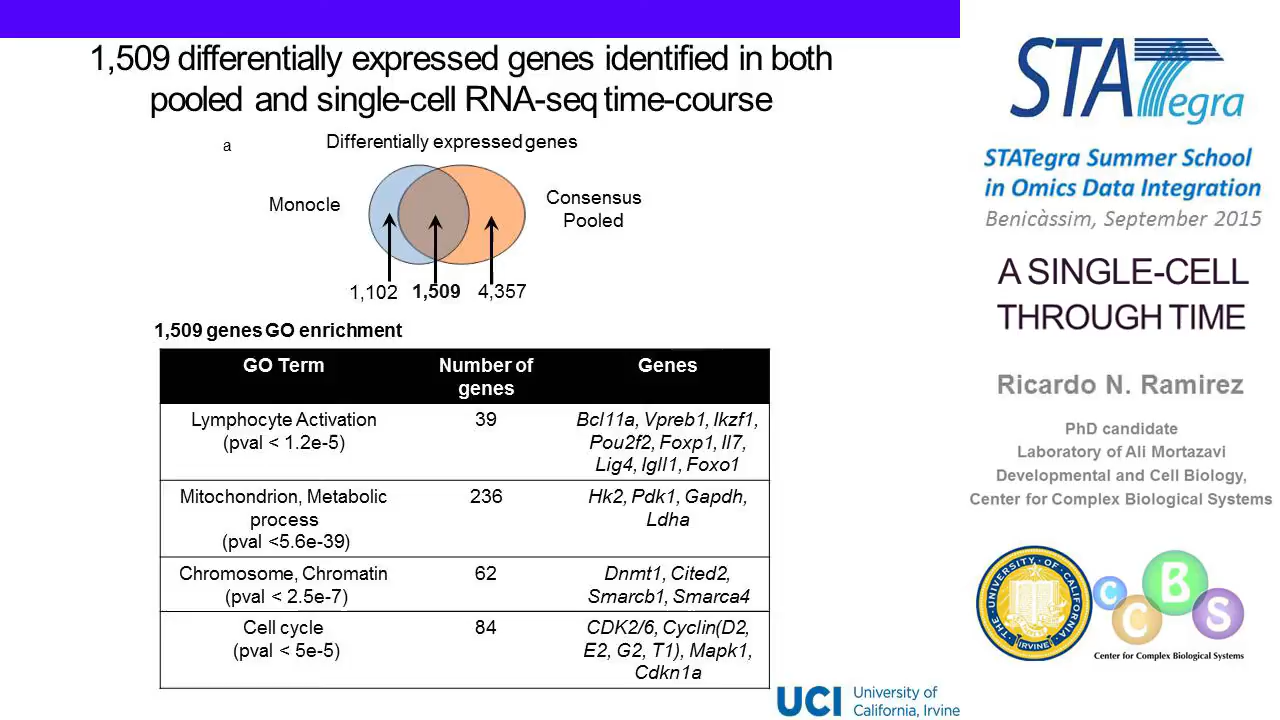 1,509 differentially expressed genes identified in both
pooled and single-cell RNA-seq time-course
a
Differentially expressed genes
Monocle
Consensus
Pooled
1,102 1,509 4,357
1,509 genes GO enrichment
GO Term
Number of
genes
Genes
Lymphocyte Activation
(pval < 1.2e-5)
39
Bcl11a, Vpreb1, Ikzf1,
Pou2f2, Foxp1, Il7,
Lig4, Igll1, Foxo1
Mitochondrion, Metabolic
process
(pval <5.6e-39)
236
Hk2, Pdk1, Gapdh,
Ldha
Chromosome, Chromatin
(pval < 2.5e-7)
62
Dnmt1, Cited2,
Smarcb1, Smarca4
Cell cycle
(pval < 5e-5)
84
CDK2/6, Cyclin(D2,
E2, G2, T1), Mapk1,
Cdkn1a
UCI
University of
California, Irvine
STATegra
STATegra Summer School
in Omics Data Integration
Benicàssim, September 2015
A SINGLE-CELL
THROUGH TIME
Ricardo N. Ramirez
PhD candidate
Laboratory of Ali Mortazavi
Developmental and Cell Biology,
Center for Complex Biological Systems
THE UNIVERSITY OF CALIFORNIA
IRVINE
C C B S
Center for Complex Biological Systems